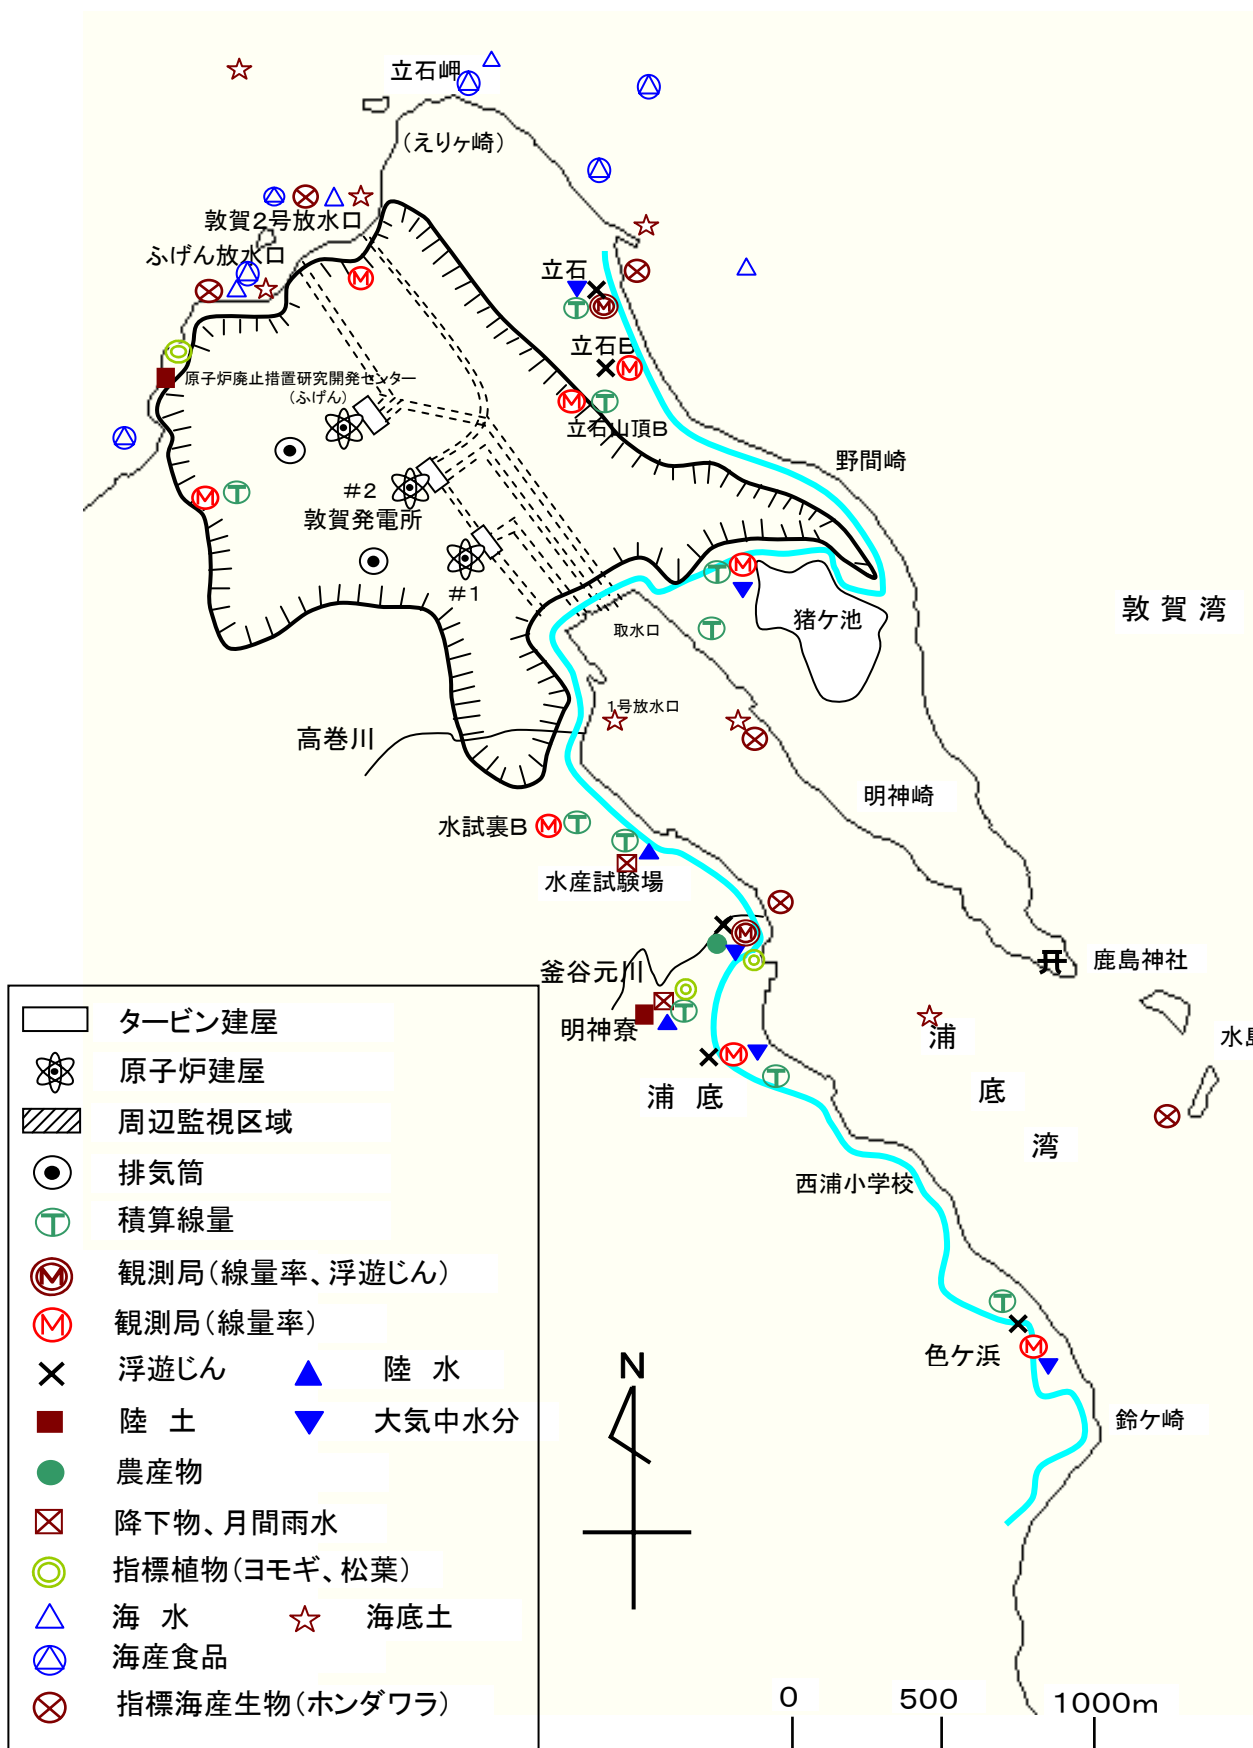 立石岬
(えりヶ崎)
敦賀2号放水口
ふげん放水口
立石
立石B
原子炉廃止措置研究開発センター
(ふげん)
立石山頂B
野間崎
#2
敦賀発電所
#1
敦賀湾
猪ケ池
取水口
1号放水口
高巻川
明神崎
水試裏B
水産試験場
釜谷元川
鹿島神社
明神寮
浦底湾
水島
浦底
西浦小学校
色ケ浜
鈴ケ崎
N
タービン建屋
原子炉建屋
周辺監視区域
排気筒
積算線量
観測局(線量率、浮遊じん)
観測局(線量率)
浮遊じん 陸 水
陸 土 大気中水分
農産物
降下物、月間雨水
指標植物(ヨモギ、松葉)
海 水 海底土
海産食品
指標海産生物(ホンダワラ)
0 500 1000m